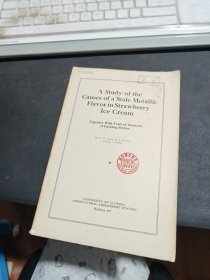 A Study of the
Causes of a Stale Metallic
Flavor in Strawberry
Ice Cream
Together With Tests of Methods
of Packing Berries
UNIVERSITY OF ILLINOIS
AGRICULTURAL EXPERIMENT STATION